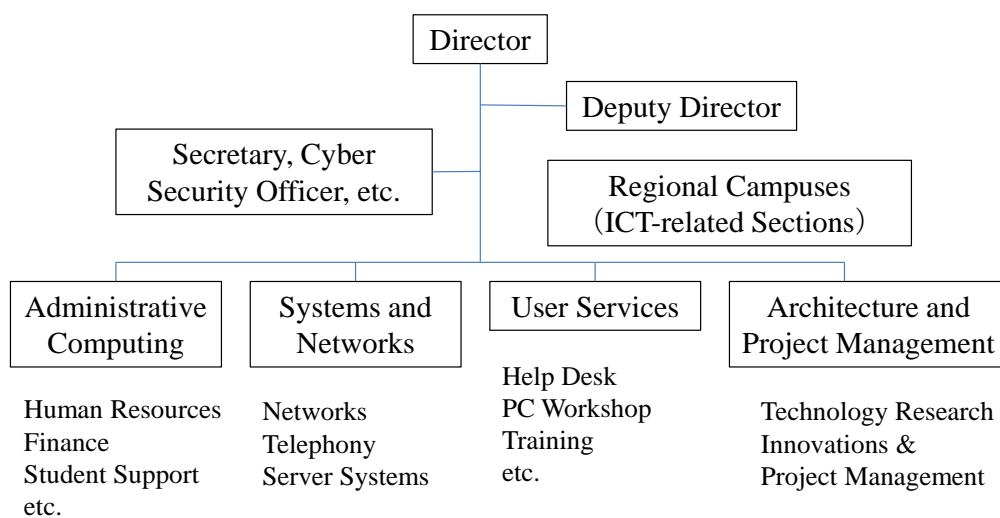 Director
Deputy Director
Secretary, Cyber
Security Officer, etc.
Regional Campuses
（ICT-related Sections）
Administrative
Computing
Systems and
Networks
User Services
Architecture and
Project Management
Human Resources
Finance
Student Support
etc.
Networks
Telephony
Server Systems
Help Desk
PC Workshop
Training
etc.
Technology Research
Innovations &
Project Management